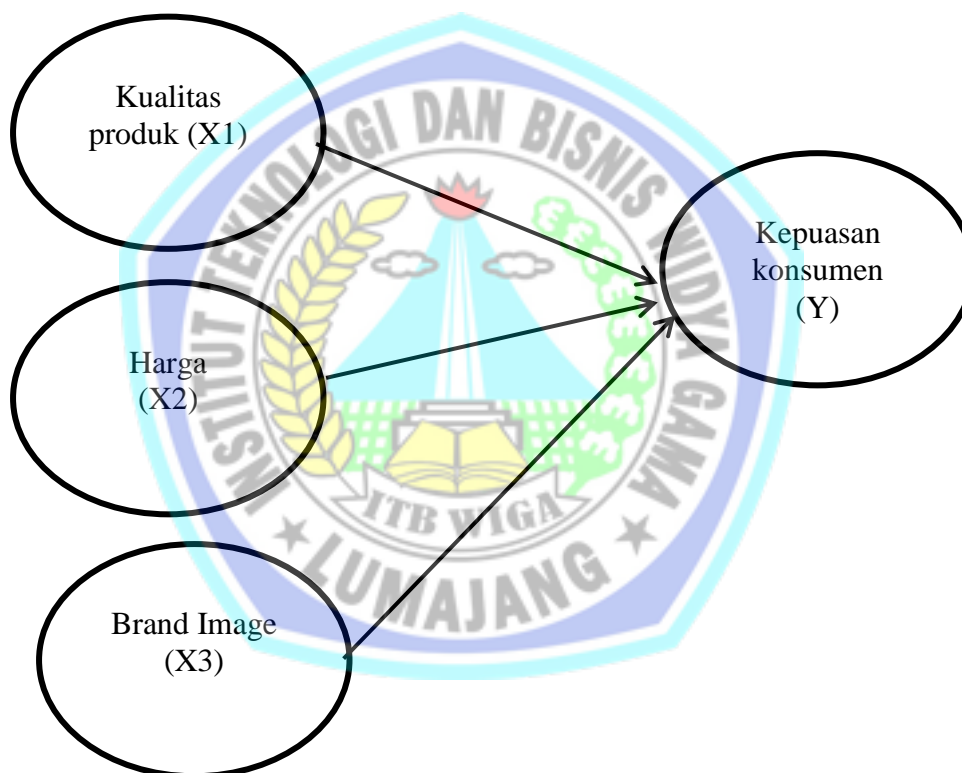 Kualitas
produk (X1)
Harga
(X2)
Brand Image
(X3)
Kepuasan
konsumen
(Y)
INSTITUT TEKNOLOGI DAN BISNIS WIDYA GAMA
ITB WIGA
LUMAJANG